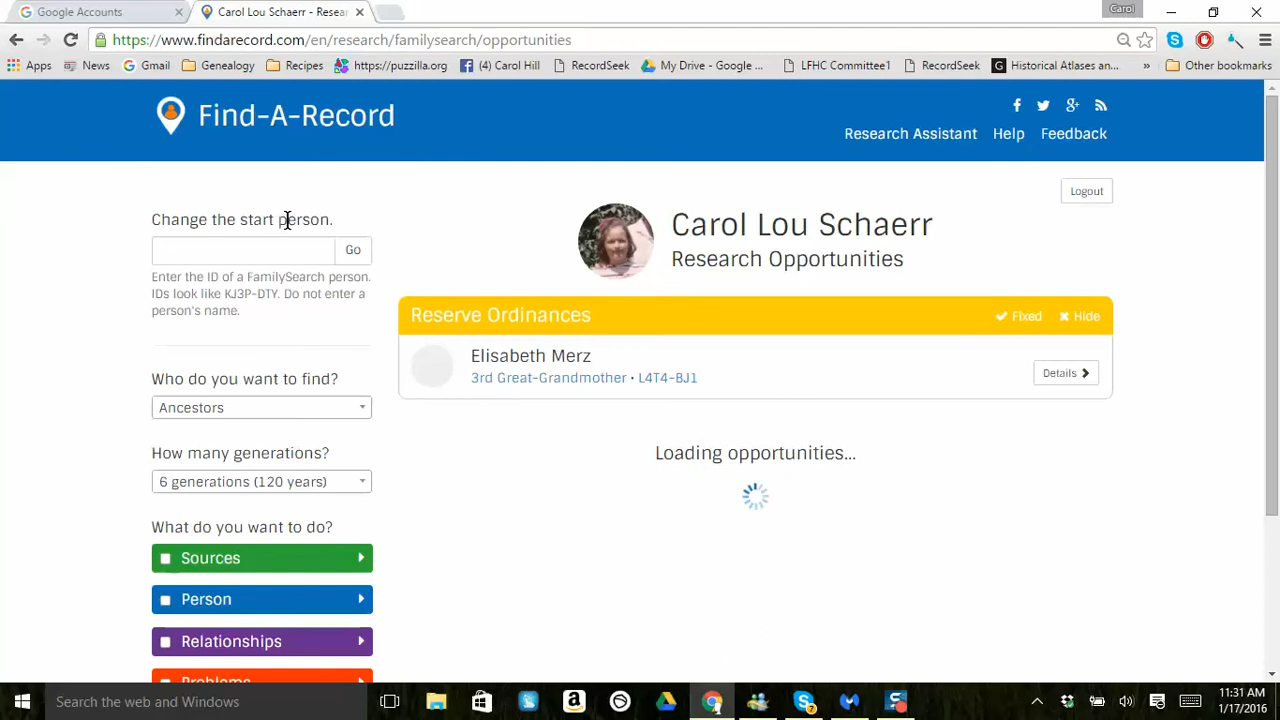 Google Accounts
Carol Lou Schaerr - Resear
Carol
https://www.findarecord.com/en/research/familysearch/opportunities
Apps News Gmail Genealogy Recipes https://puzzilla.org (4) Carol Hill RecordSeek My Drive - Google ... LFHC Committee1 RecordSeek Historical Atlases an... » Other bookmarks
Find-A-Record
Research Assistant Help Feedback
Logout
Change the start person.
Go
Enter the ID of a FamilySearch person.
IDs look like KJ3P-DTY. Do not enter a
person's name.
Who do you want to find?
Ancestors
How many generations?
6 generations (120 years)
What do you want to do?
Sources
Person
Relationships
Problems
Carol Lou Schaerr
Research Opportunities
Reserve Ordinances
Fixed Hide
Elisabeth Merz
3rd Great-Grandmother • L4T4-BJ1
Details
Loading opportunities...
Search the web and Windows
11:31 AM
1/17/2016